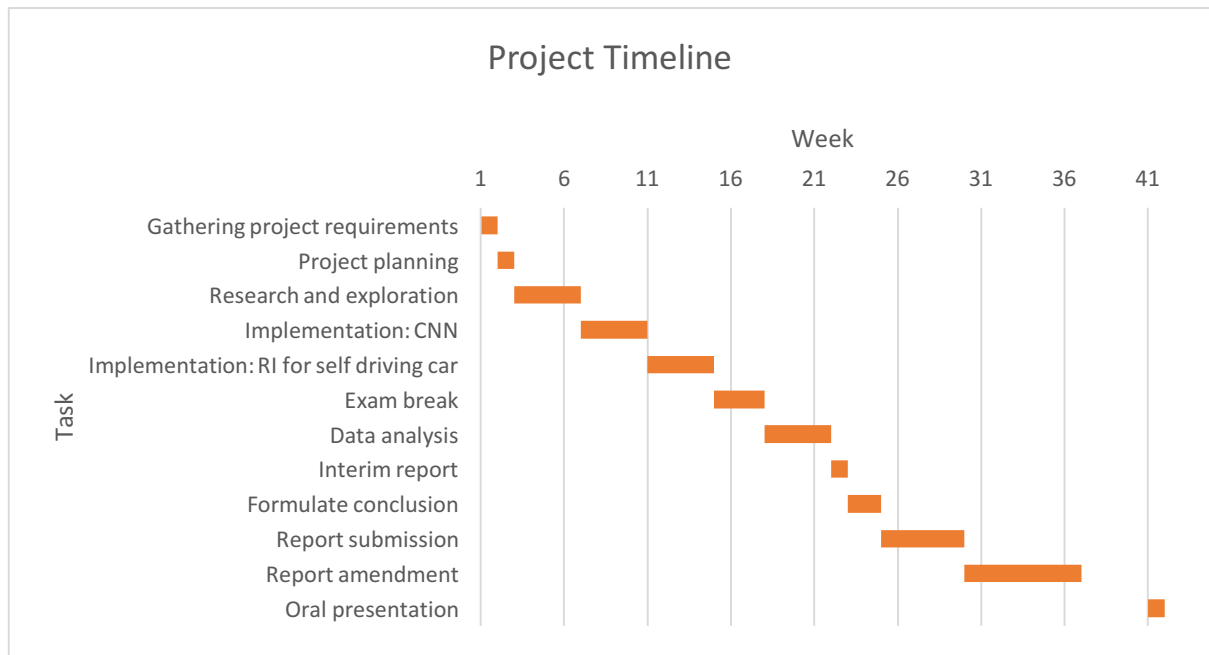 Project Timeline
Week
1 6 11 16 21 26 31 36 41
Task
Gathering project requirements
Project planning
Research and exploration
Implementation: CNN
Implementation: RI for self driving car
Exam break
Data analysis
Interim report
Formulate conclusion
Report submission
Report amendment
Oral presentation